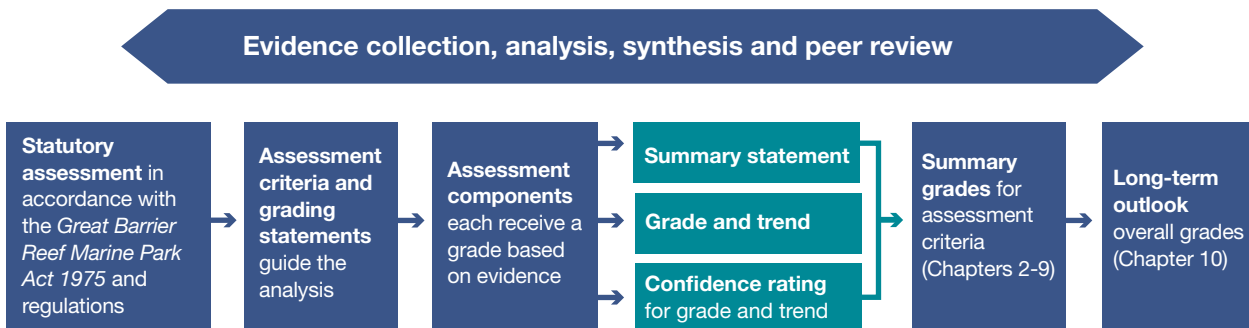 Evidence collection, analysis, synthesis and peer review
Statutory
assessment in
accordance with
the Great Barrier
Reef Marine Park
Act 1975 and
regulations
Assessment
criteria and
grading
statements
guide the
analysis
Assessment
components
each receive a
grade based
on evidence
Summary statement
Grade and trend
Confidence rating
for grade and trend
Summary
grades for
assessment
criteria
(Chapters 2-9)
Long-term
outlook
overall grades
(Chapter 10)